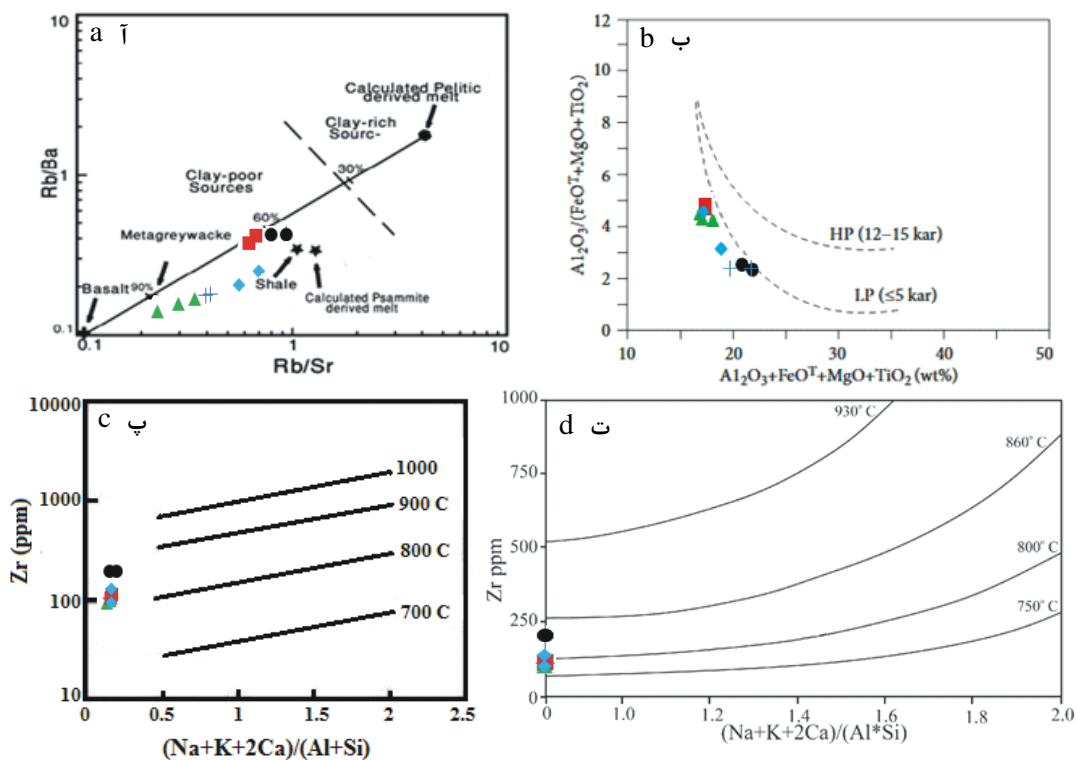 a آ
10
1
0.1
Rb/Ba
Calculated Pelitic
derived melt
Clay-rich
Sourc-
30%
Clay-poor
Sources
60%
Metagreywacke
Basalt
90%
Shale
Calculated Psammite
derived melt
0.1
1
10
Rb/Sr
b ب
12
10
8
6
4
2
0
Al₂O₃/(FeOᵀ+MgO+TiO₂)
HP (12–15 kar)
LP (≤5 kar)
10
20
30
40
50
Al₂O₃+FeOᵀ+MgO+TiO₂ (wt%)
c پ
10000
1000
100
10
Zr (ppm)
1000
900 C
800 C
700 C
0
0.5
1
1.5
2
2.5
(Na+K+2Ca)/(Al+Si)
d ت
1000
750
500
250
0
Zr ppm
930° C
860° C
800° C
750° C
0
1.0
1.2
1.4
1.6
1.8
2.0
(Na+K+2Ca)/(Al*Si)